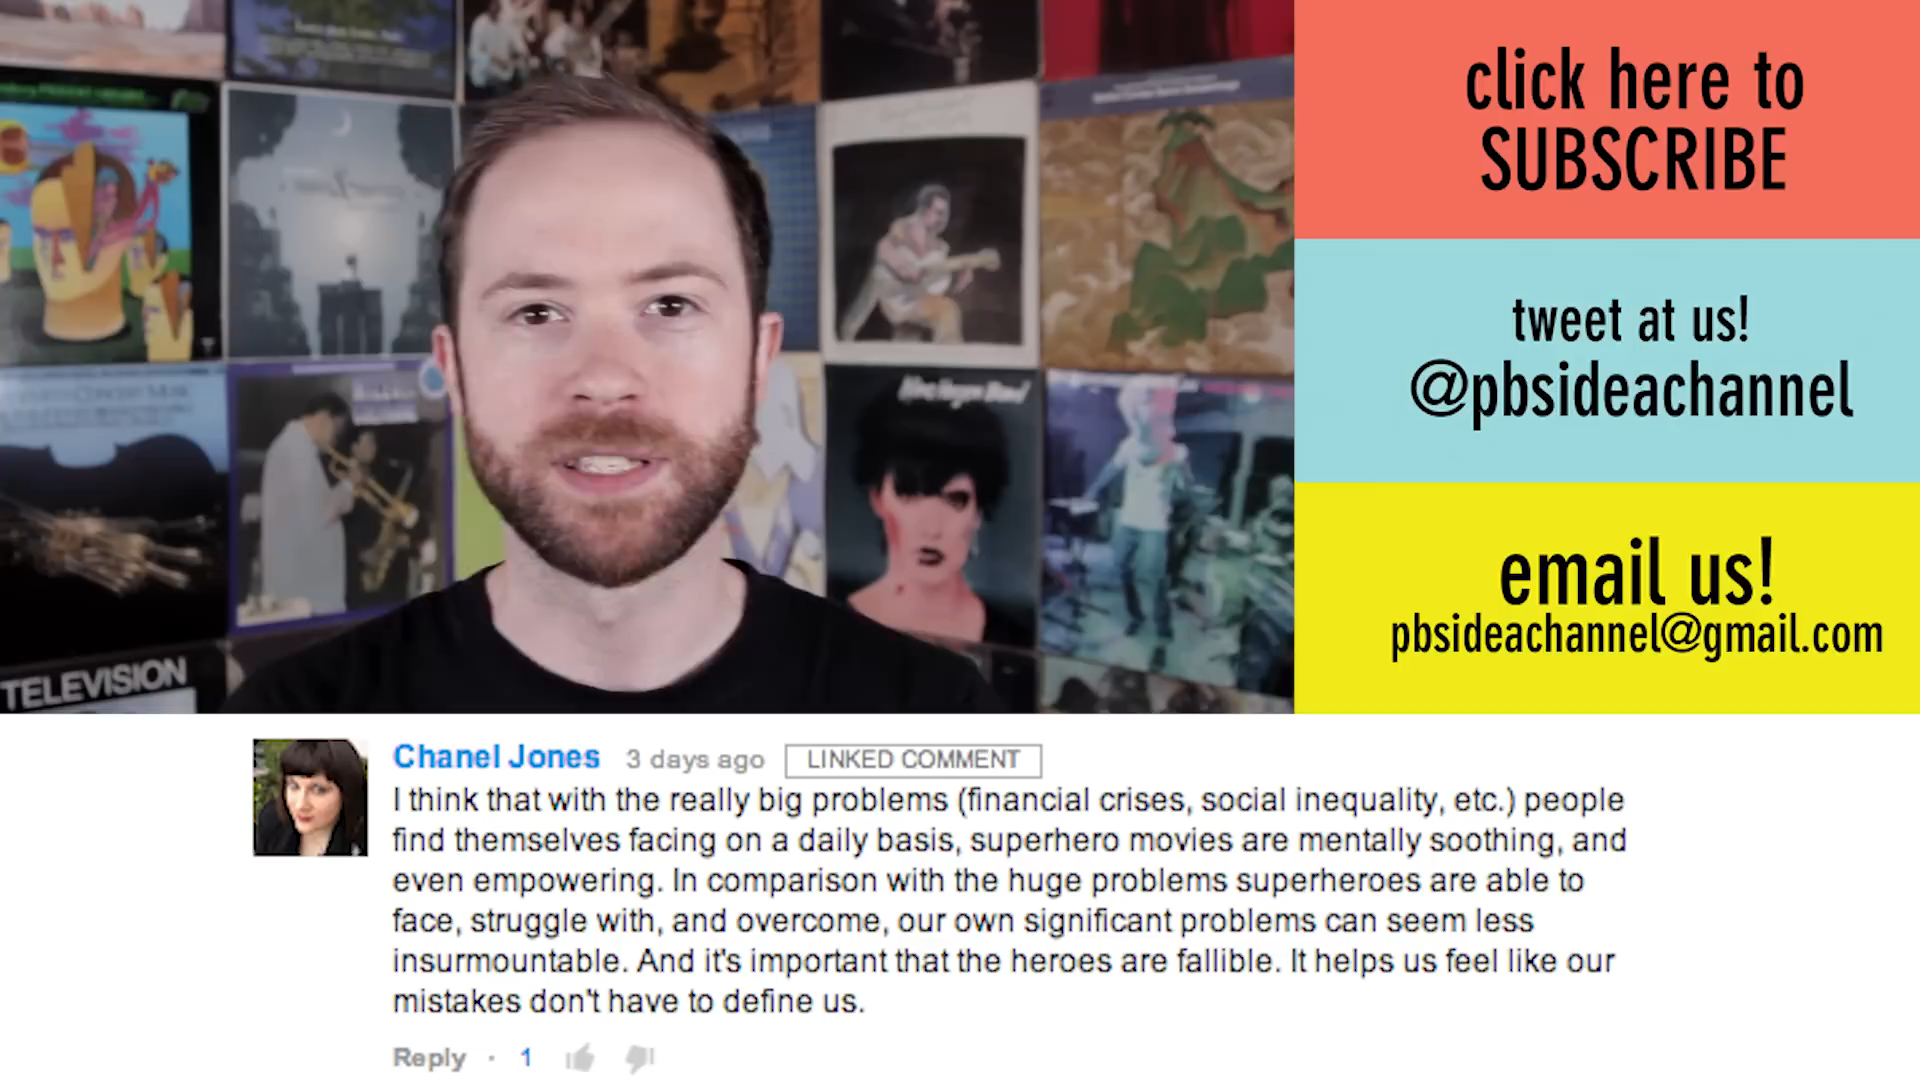 click here to
SUBSCRIBE
tweet at us!
@pbsideachannel
email us!
pbsideachannel@gmail.com
TELEVISION
Chanel Jones 3 days ago LINKED COMMENT
I think that with the really big problems (financial crises, social inequality, etc.) people
find themselves facing on a daily basis, superhero movies are mentally soothing, and
even empowering. In comparison with the huge problems superheroes are able to
face, struggle with, and overcome, our own significant problems can seem less
insurmountable. And it's important that the heroes are fallible. It helps us feel like our
mistakes don't have to define us.
Reply · 1